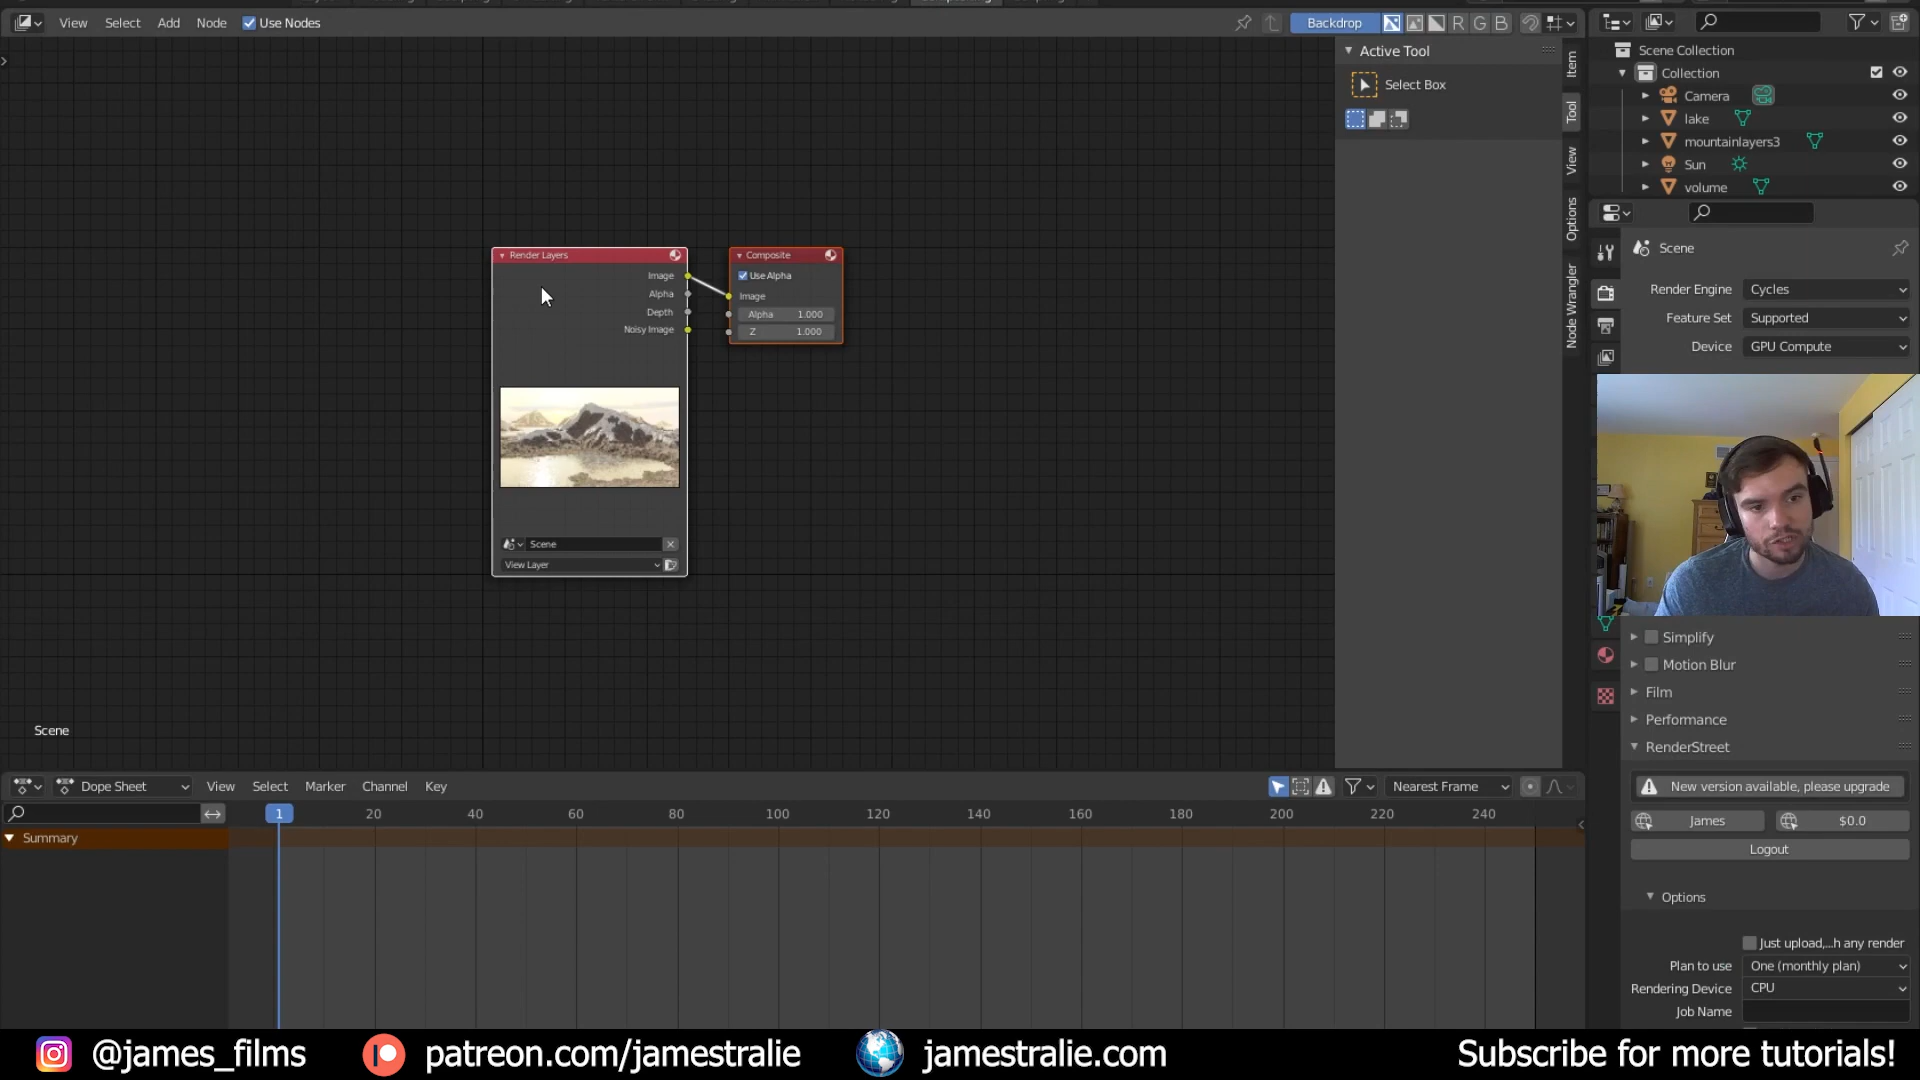 View Select Add Node Use Nodes
Backdrop
R G B
Active Tool
Select Box
Item
Tool
View
Options
Node Wrangler
Scene Collection
Collection
Camera
lake
mountainlayers3
Sun
volume
Scene
Render Engine Cycles
Feature Set Supported
Device GPU Compute
Render Layers
Image
Alpha
Depth
Noisy Image
Scene
View Layer
Composite
Use Alpha
Image
Alpha 1.000
Z 1.000
Scene
Simplify
Motion Blur
Film
Performance
RenderStreet
New version available, please upgrade
James $0.0
Logout
Options
Just upload,...h any render
Plan to use One (monthly plan)
Rendering Device CPU
Job Name
Dope Sheet View Select Marker Channel Key Nearest Frame
1 20 40 60 80 100 120 140 160 180 200 220 240
Summary
@james_films patreon.com/jamestralie jamestralie.com Subscribe for more tutorials!